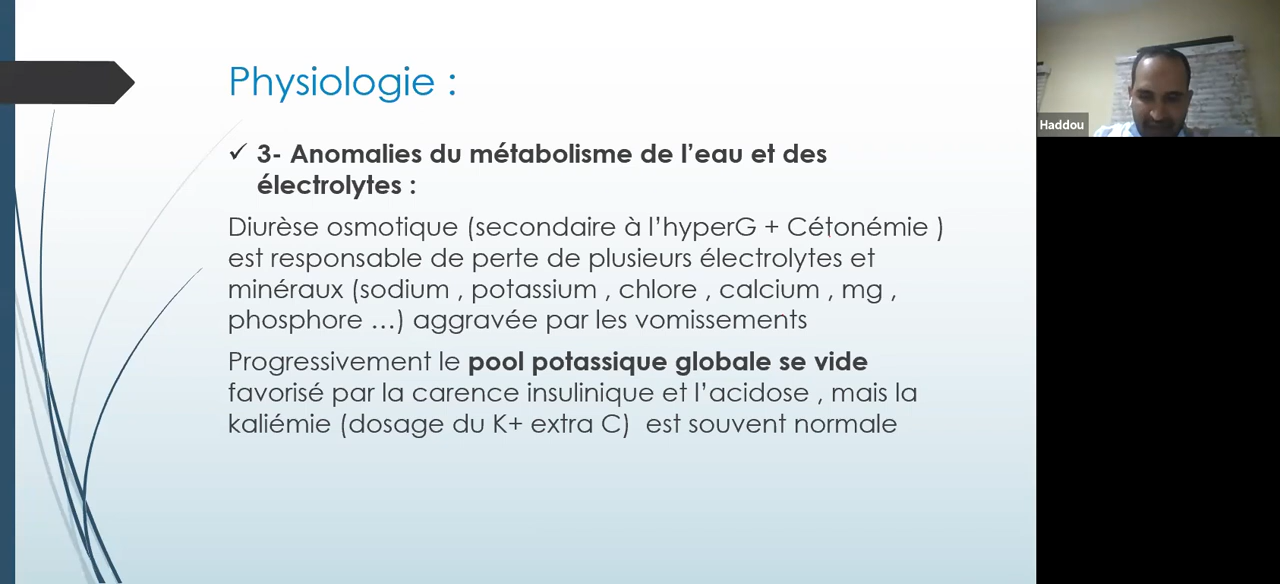 Physiologie :
✓ 3- Anomalies du métabolisme de l’eau et des
électrolytes :
Diurèse osmotique (secondaire à l’hyperG + Cétonémie )
est responsable de perte de plusieurs électrolytes et
minéraux (sodium , potassium , chlore , calcium , mg ,
phosphore …) aggravée par les vomissements
Progressivement le pool potassique globale se vide
favorisé par la carence insulinique et l’acidose , mais la
kaliémie (dosage du K+ extra C)  est souvent normale
Haddou